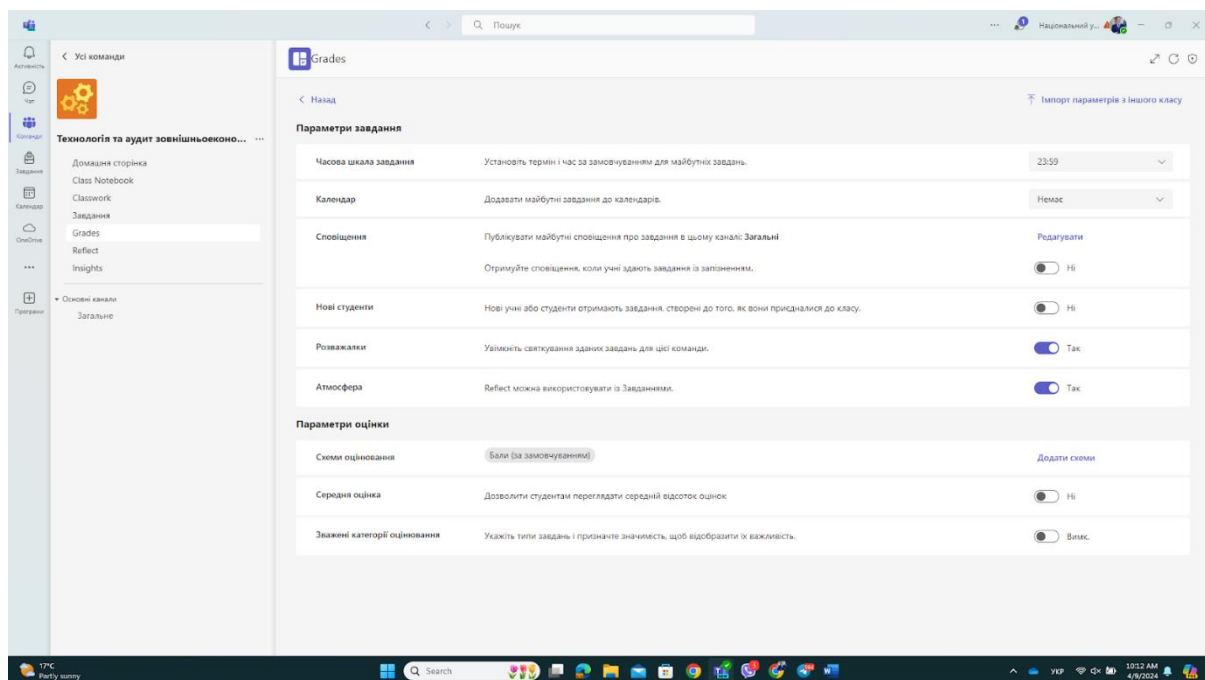 Пошук
Національний у...
Активність
Чат
Команди
Завдання
Календар
OneDrive
Програми
Усі команди
Технологія та аудит зовнішньоеконо...
Домашня сторінка
Class Notebook
Classwork
Завдання
Grades
Reflect
Insights
Основні канали
Загальне
Grades
Назад
Імпорт параметрів з іншого класу
Параметри завдання
Часова шкала завдання
Установіть термін і час за замовчуванням для майбутніх завдань.
23:59
Календар
Додавати майбутні завдання до календарів.
Немає
Сповіщення
Публікувати майбутні сповіщення про завдання в цьому каналі: Загальні
Редагувати
Отримуйте сповіщення, коли учні здають завдання із запізненням.
Ні
Нові студенти
Нові учні або студенти отримають завдання, створені до того, як вони приєдналися до класу.
Ні
Розважалки
Увімкніть святкування зданих завдань для цієї команди.
Так
Атмосфера
Reflect можна використовувати із Завданнями.
Так
Параметри оцінки
Схеми оцінювання
Бали (за замовчуванням)
Додати схеми
Середня оцінка
Дозволити студентам переглядати середній відсоток оцінок
Ні
Зважені категорії оцінювання
Укажіть типи завдань і призначте значимість, щоб відобразити їх важливість.
Вимк.
17°C
Partly sunny
Search
УКР
10:12 AM
4/9/2024